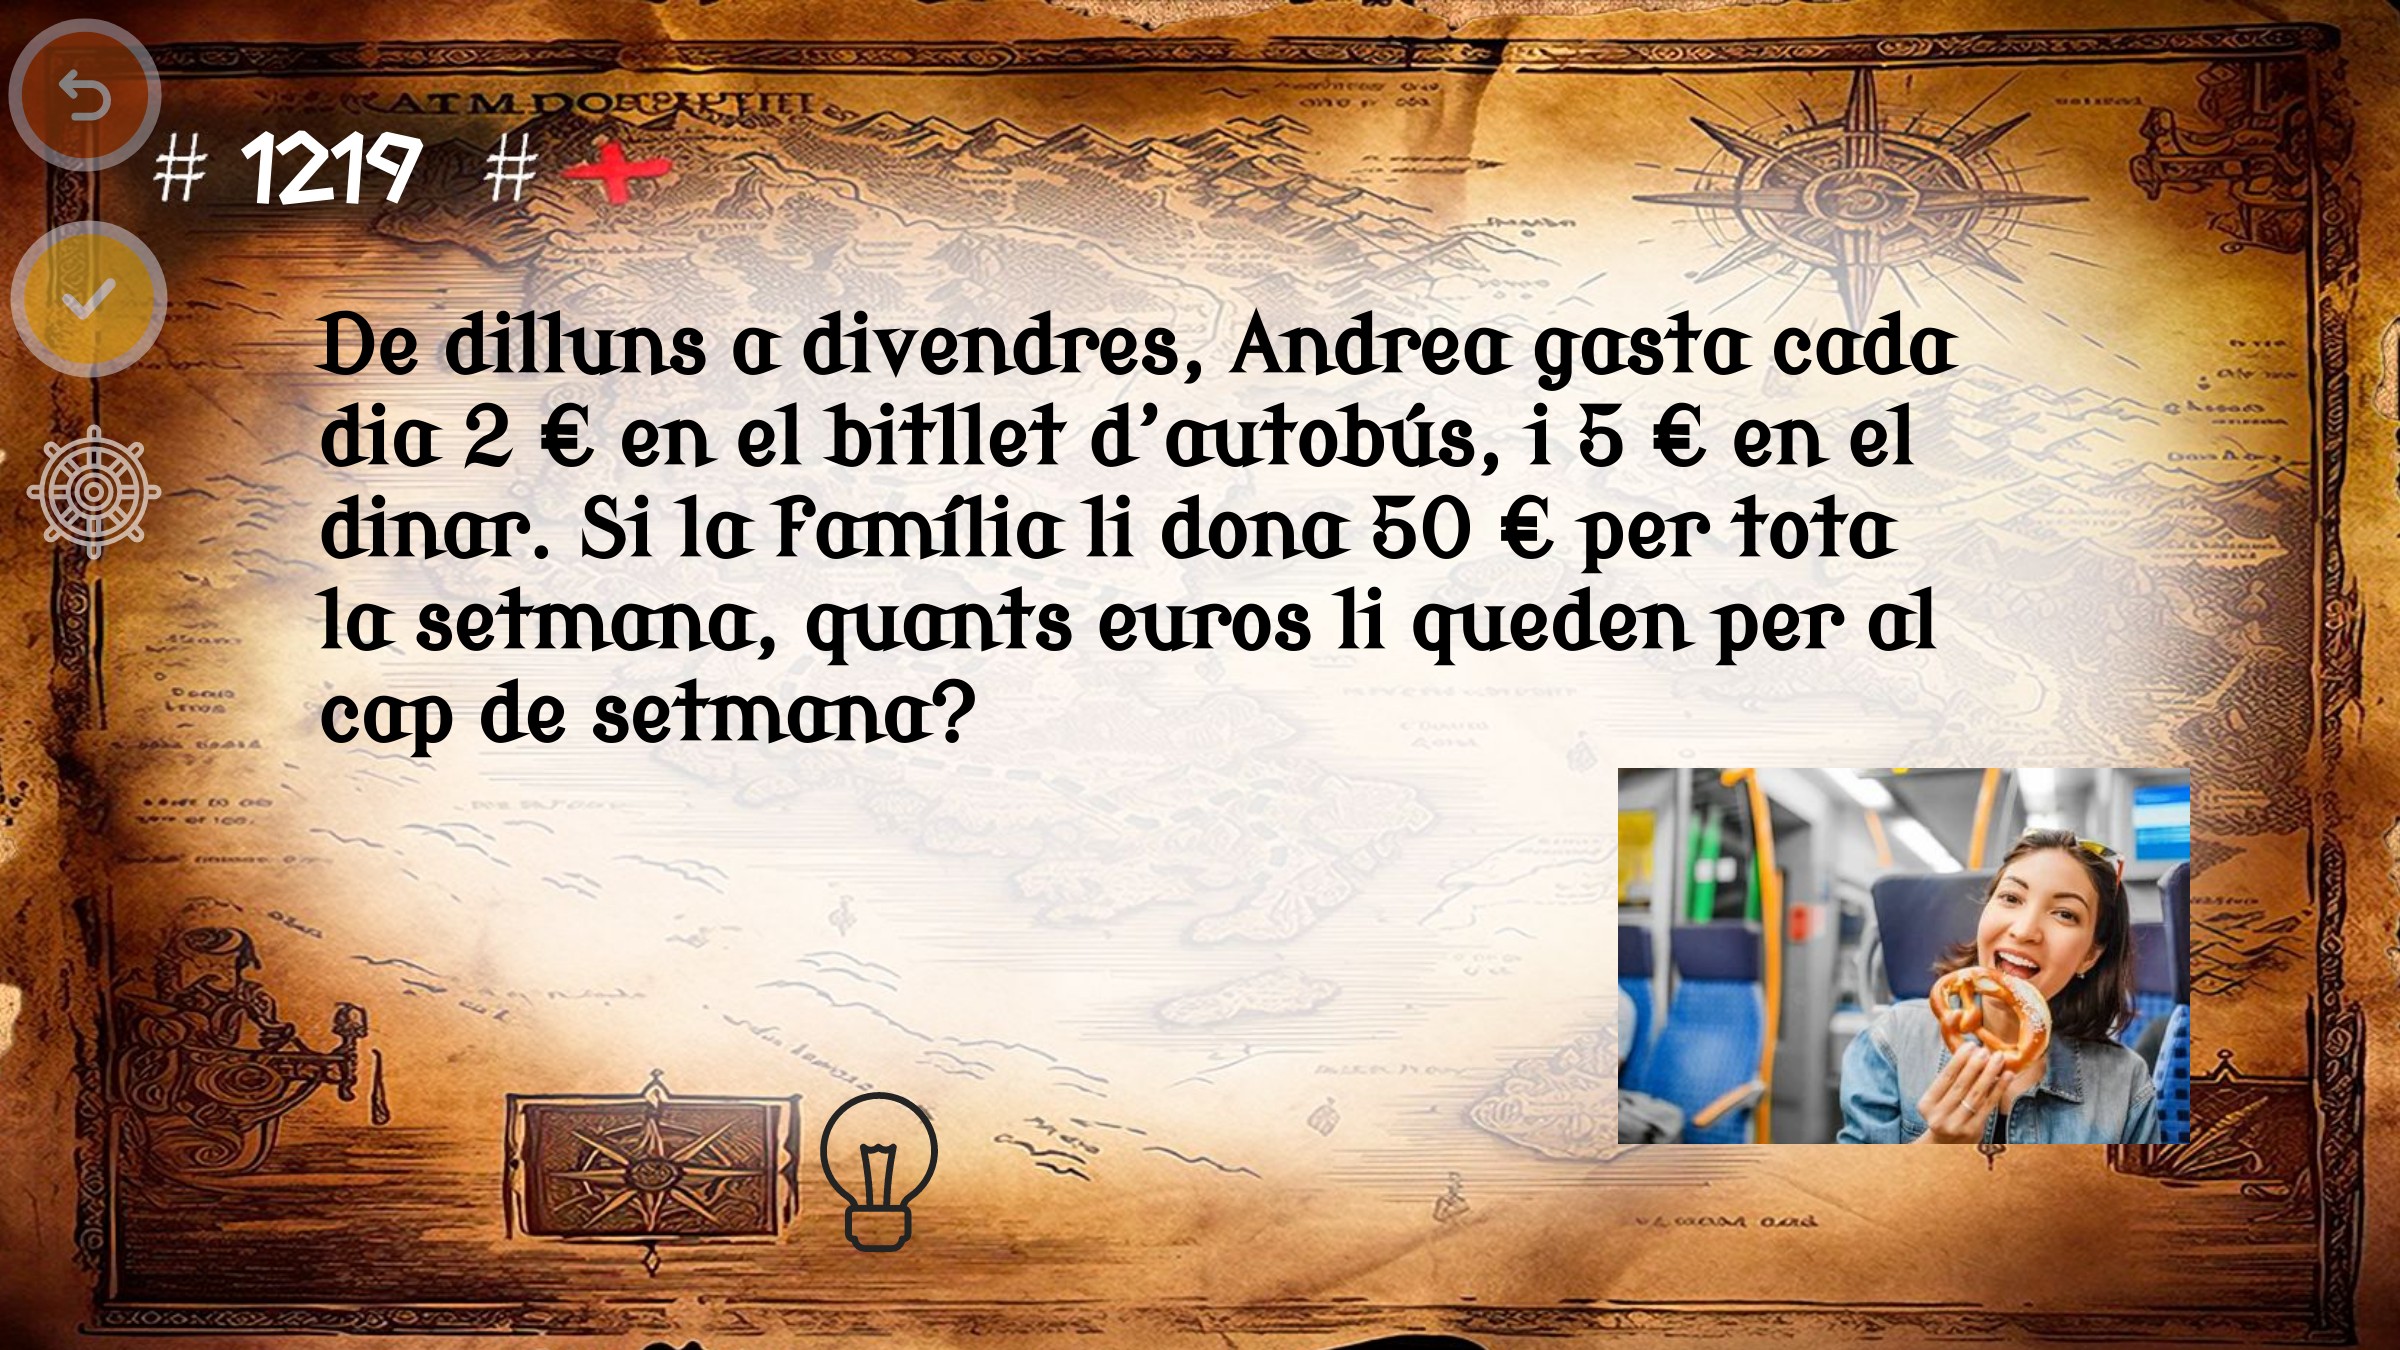 # 1219 #
De dilluns a divendres, Andrea gasta cada
dia 2 € en el bitllet d’autobús, i 5 € en el
dinar. Si la família li dona 50 € per tota
la setmana, quants euros li queden per al
cap de setmana?